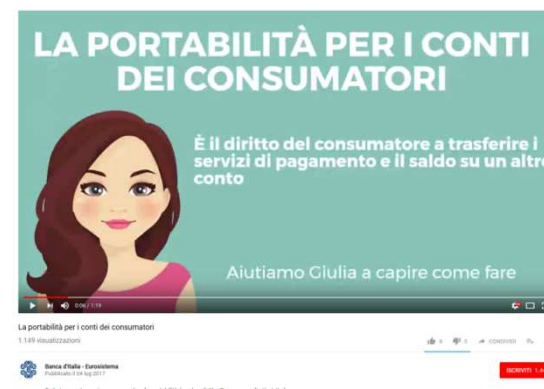 LA PORTABILITÀ PER I CONTI
DEI CONSUMATORI
È il diritto del consumatore a trasferire i
servizi di pagamento e il saldo su un altro
conto
Aiutiamo Giulia a capire come fare
0:06 / 1:19
La portabilità per i conti dei consumatori
1.149 visualizzazioni
CONDIVIDI
Banca d'Italia - Eurosistema
Pubblicato il 04 lug 2017
ISCRIVITI